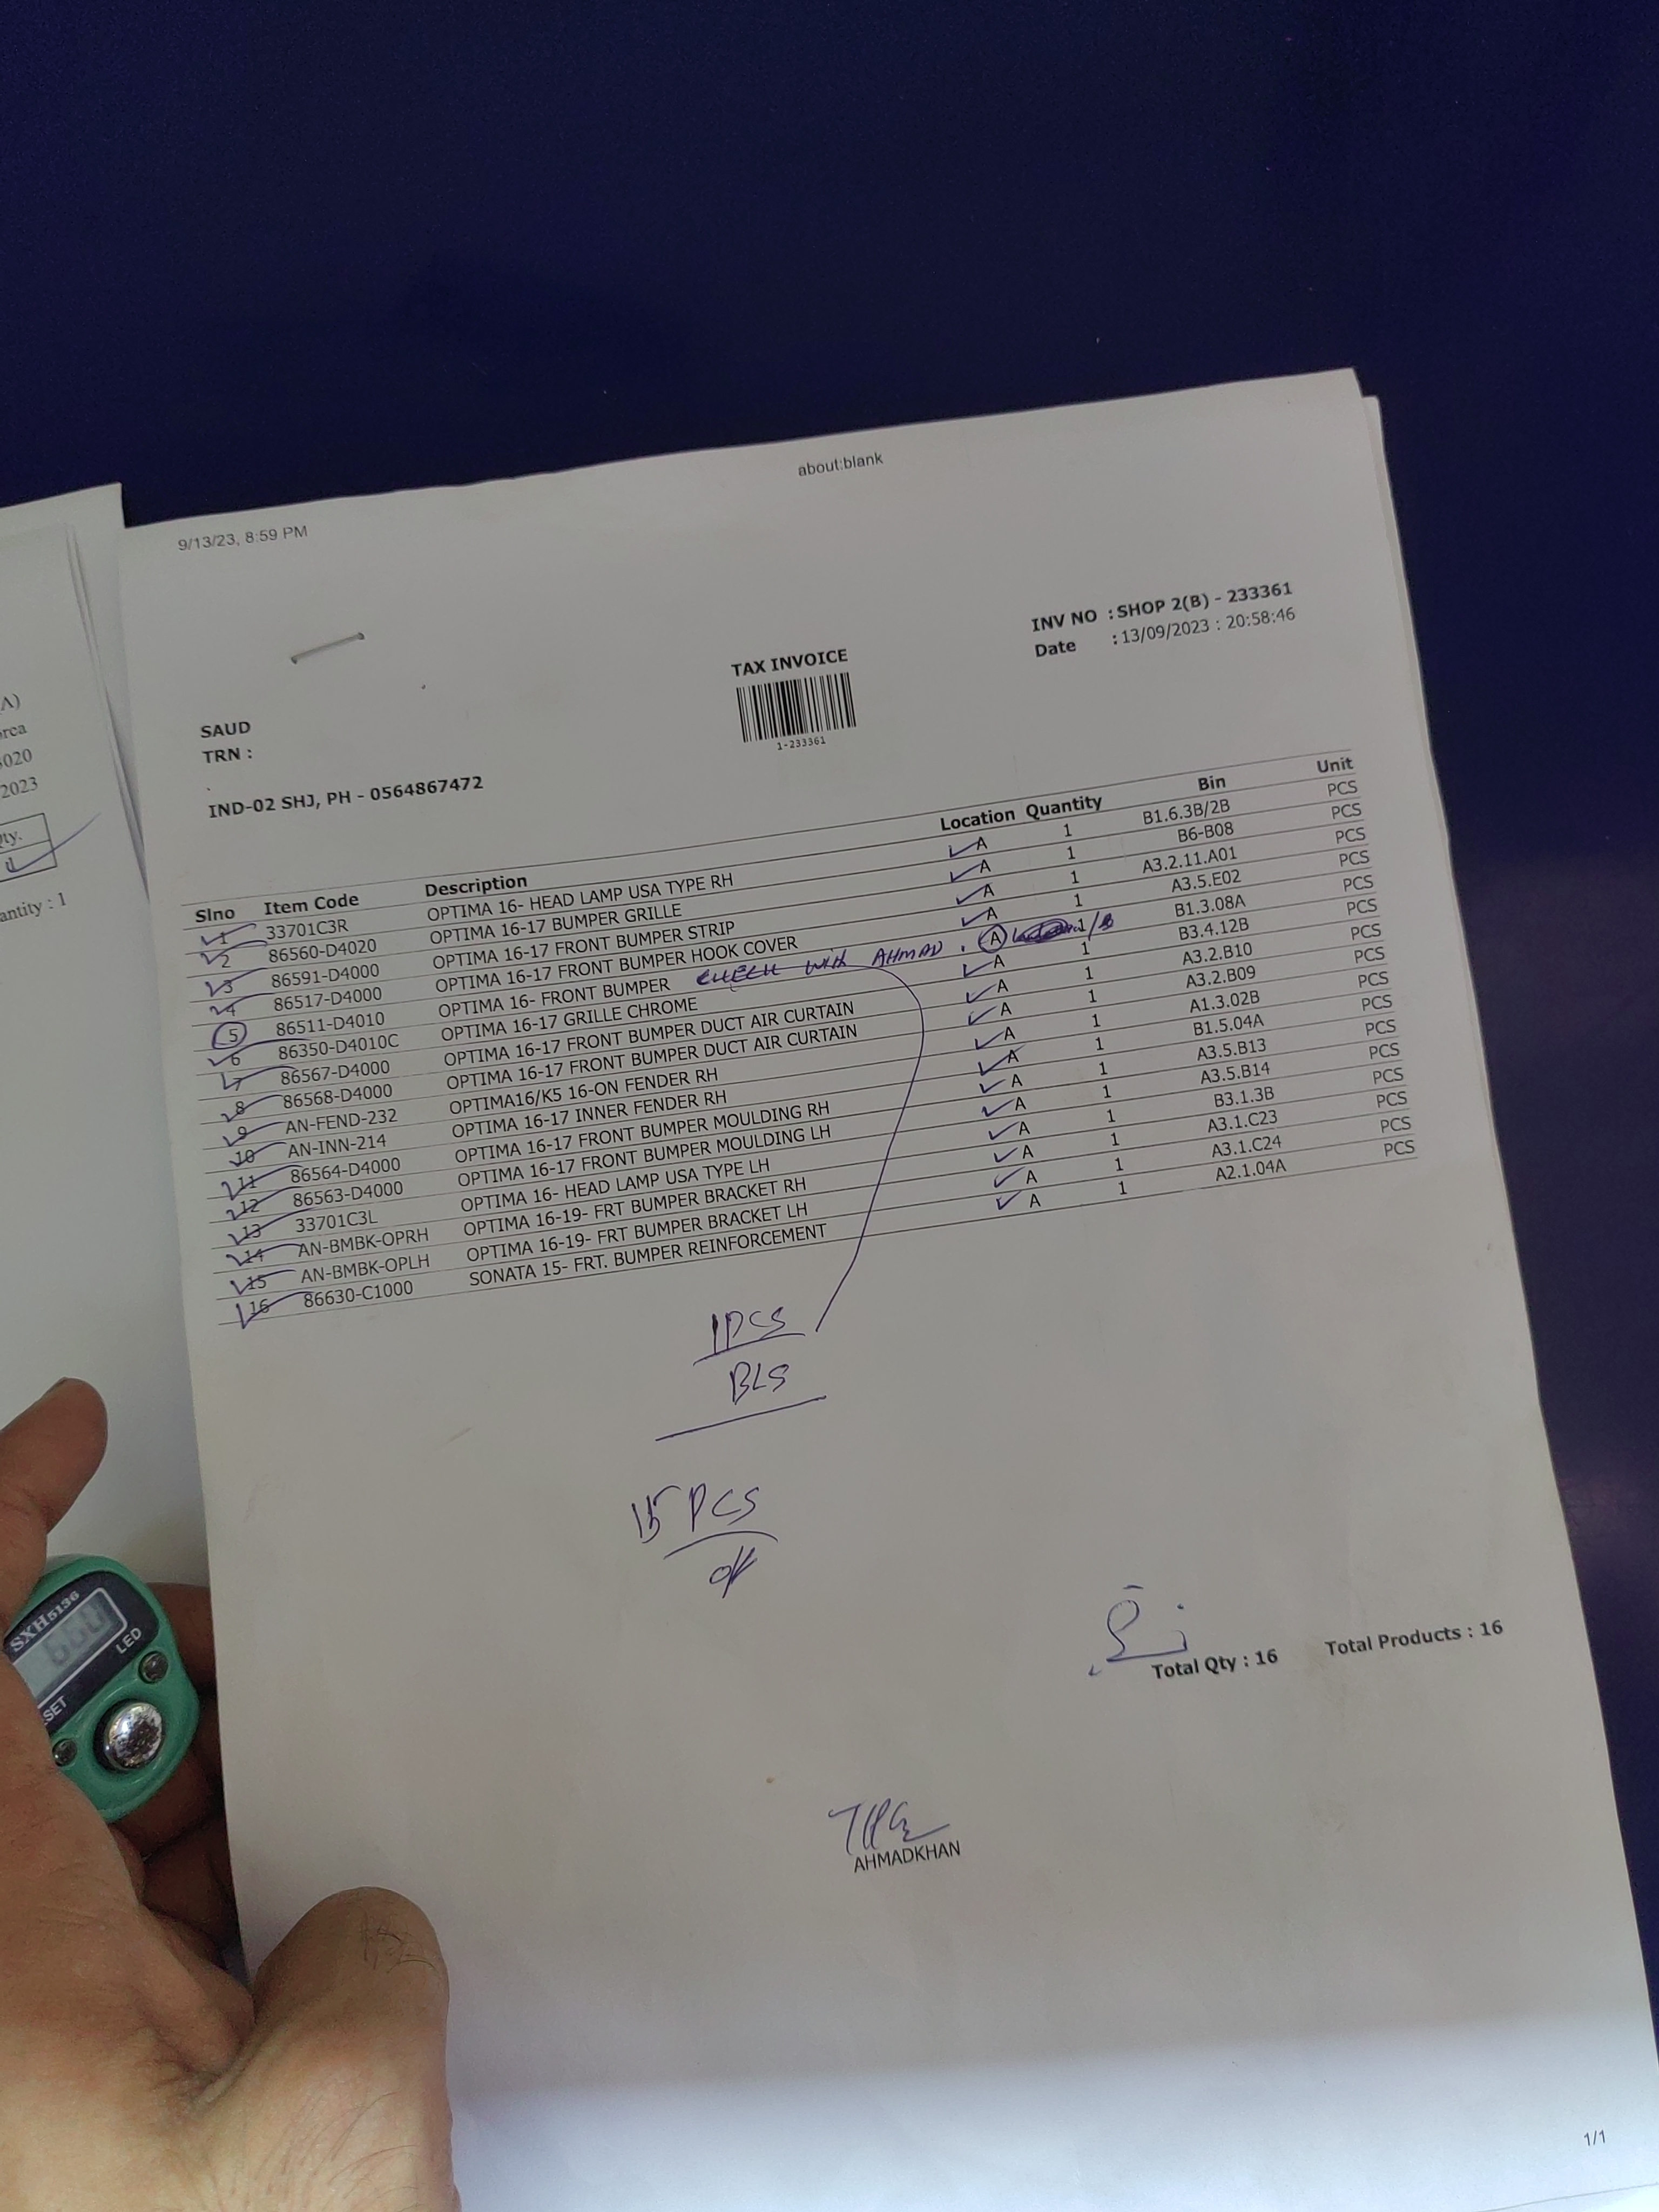 9/13/23, 8:59 PM
about:blank
INV NO : SHOP 2(B) - 233361
Date : 13/09/2023 : 20:58:46
TAX INVOICE
1-233361
SAUD
TRN :
.
IND-02 SHJ, PH - 0564867472
Slno Item Code Description Location Quantity Bin Unit
1 33701C3R OPTIMA 16- HEAD LAMP USA TYPE RH A 1 B1.6.3B/2B PCS
2 86560-D4020 OPTIMA 16-17 BUMPER GRILLE A 1 B6-B08 PCS
3 86591-D4000 OPTIMA 16-17 FRONT BUMPER STRIP A 1 A3.2.11.A01 PCS
4 86517-D4000 OPTIMA 16-17 FRONT BUMPER HOOK COVER A 1 A3.5.E02 PCS
5 86511-D4010 OPTIMA 16- FRONT BUMPER CHECK WITH AHMAD . A 1/B B1.3.08A PCS
6 86350-D4010C OPTIMA 16-17 GRILLE CHROME A 1 B3.4.12B PCS
7 86567-D4000 OPTIMA 16-17 FRONT BUMPER DUCT AIR CURTAIN A 1 A3.2.B10 PCS
8 86568-D4000 OPTIMA 16-17 FRONT BUMPER DUCT AIR CURTAIN A 1 A3.2.B09 PCS
9 AN-FEND-232 OPTIMA16/K5 16-ON FENDER RH A 1 A1.3.02B PCS
10 AN-INN-214 OPTIMA 16-17 INNER FENDER RH A 1 B1.5.04A PCS
11 86564-D4000 OPTIMA 16-17 FRONT BUMPER MOULDING RH A 1 A3.5.B13 PCS
12 86563-D4000 OPTIMA 16-17 FRONT BUMPER MOULDING LH A 1 A3.5.B14 PCS
13 33701C3L OPTIMA 16- HEAD LAMP USA TYPE LH A 1 B3.1.3B PCS
14 AN-BMBK-OPRH OPTIMA 16-19- FRT BUMPER BRACKET RH A 1 A3.1.C23 PCS
15 AN-BMBK-OPLH OPTIMA 16-19- FRT BUMPER BRACKET LH A 1 A3.1.C24 PCS
16 86630-C1000 SONATA 15- FRT. BUMPER REINFORCEMENT A 1 A2.1.04A PCS
1PCS
BLS
15 PCS
ok
Total Qty : 16 Total Products : 16
AHMADKHAN
1/1
A)
rea
020
2023
ty.
antity : 1
SXH5136
LED
SET